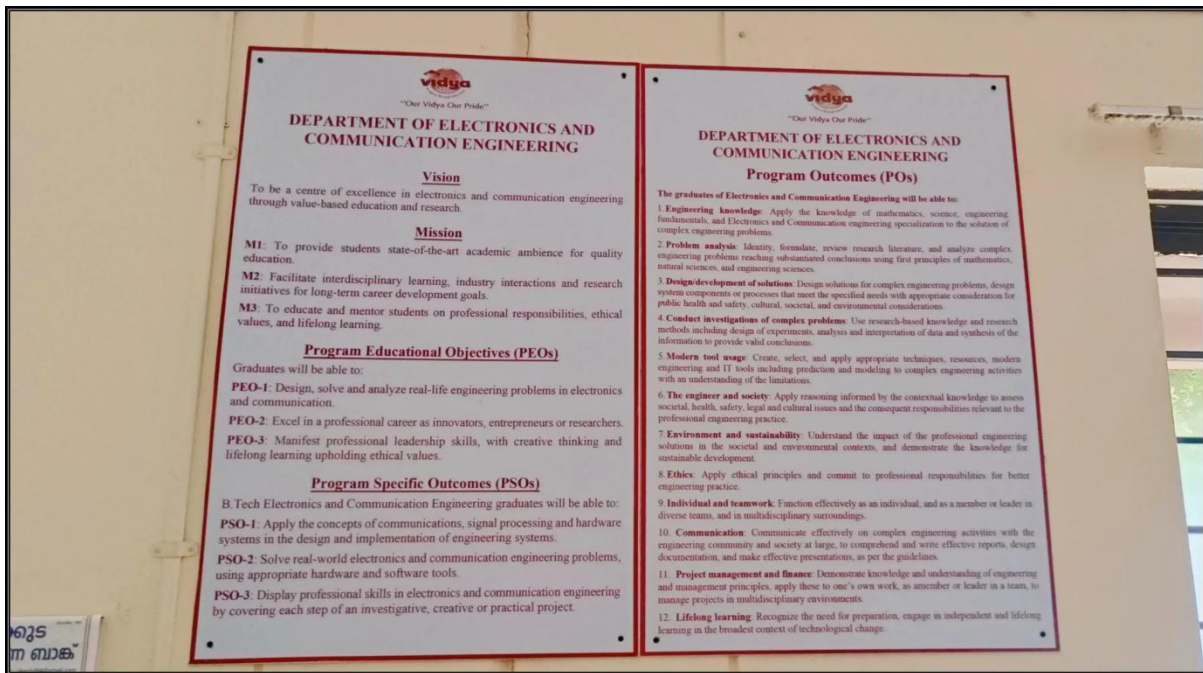 vidya
"Our Vidya Our Pride"
DEPARTMENT OF ELECTRONICS AND
COMMUNICATION ENGINEERING
Vision
To be a centre of excellence in electronics and communication engineering
through value-based education and research.
Mission
M1: To provide students state-of-the-art academic ambience for quality
education.
M2: Facilitate interdisciplinary learning, industry interactions and research
initiatives for long-term career development goals.
M3: To educate and mentor students on professional responsibilities, ethical
values, and lifelong learning.
Program Educational Objectives (PEOs)
Graduates will be able to:
PEO-1: Design, solve and analyze real-life engineering problems in electronics
and communication.
PEO-2: Excel in a professional career as innovators, entrepreneurs or researchers.
PEO-3: Manifest professional leadership skills, with creative thinking and
lifelong learning upholding ethical values.
Program Specific Outcomes (PSOs)
B.Tech Electronics and Communication Engineering graduates will be able to:
PSO-1: Apply the concepts of communications, signal processing and hardware
systems in the design and implementation of engineering systems.
PSO-2: Solve real-world electronics and communication engineering problems,
using appropriate hardware and software tools.
PSO-3: Display professional skills in electronics and communication engineering
by covering each step of an investigative, creative or practical project.
vidya
"Our Vidya Our Pride"
DEPARTMENT OF ELECTRONICS AND
COMMUNICATION ENGINEERING
Program Outcomes (POs)
The graduates of Electronics and Communication Engineering will be able to:
1. Engineering knowledge: Apply the knowledge of mathematics, science, engineering
fundamentals, and Electronics and Communication engineering specialization to the solution of
complex engineering problems.
2. Problem analysis: Identity, formulate, review research literature, and analyze complex
engineering problems reaching substantiated conclusions using first principles of mathematics,
natural sciences, and engineering sciences.
3. Design/development of solutions: Design solutions for complex engineering problems, design
system components or processes that meet the specified needs with appropriate consideration for
public health and safety, cultural, societal, and environmental considerations.
4. Conduct investigations of complex problems: Use research-based knowledge and research
methods including design of experiments, analysis and interpretation of data and synthesis of the
information to provide valid conclusions.
5. Modern tool usage: Create, select, and apply appropriate techniques, resources, modern
engineering and IT tools including prediction and modeling to complex engineering activities
with an understanding of the limitations.
6. The engineer and society: Apply reasoning informed by the contextual knowledge to assess
societal, health, safety, legal and cultural issues and the consequent responsibilities relevant to the
professional engineering practice.
7. Environment and sustainability: Understand the impact of the professional engineering
solutions in the societal and environmental contexts, and demonstrate the knowledge for
sustainable development.
8. Ethics: Apply ethical principles and commit to professional responsibilities for better
engineering practice.
9. Individual and teamwork: Function effectively as an individual, and as a member or leader in
diverse teams, and in multidisciplinary surroundings.
10. Communication: Communicate effectively on complex engineering activities with the
engineering community and society at large, to comprehend and write effective reports, design
documentation, and make effective presentations, as per the guidelines.
11. Project management and finance: Demonstrate knowledge and understanding of engineering
and management principles, apply these to one's own work, as amember or leader in a team, to
manage projects in multidisciplinary environments.
12. Lifelong learning: Recognize the need for preparation, engage in independent and lifelong
learning in the broadest context of technological change.
ക്കുട
ന്ന ബാങ്ക്